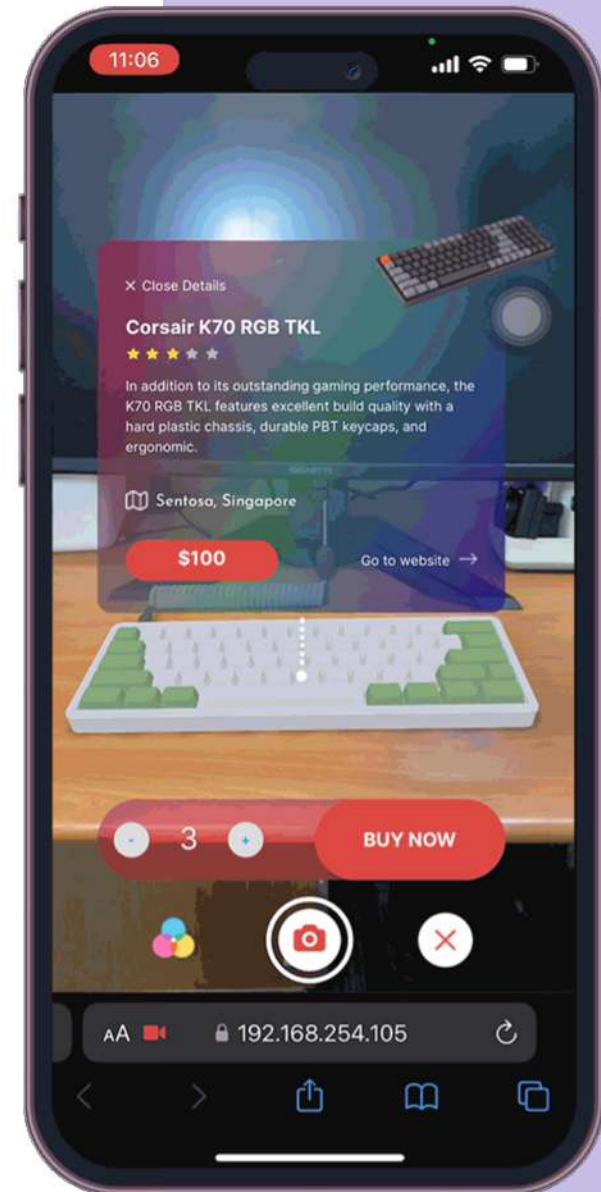 11:06
× Close Details
Corsair K70 RGB TKL
In addition to its outstanding gaming performance, the
K70 RGB TKL features excellent build quality with a
hard plastic chassis, durable PBT keycaps, and
ergonomic.
GIGABYTE
Sentosa, Singapore
$100
Go to website →
- 3 +
BUY NOW
AA
192.168.254.105